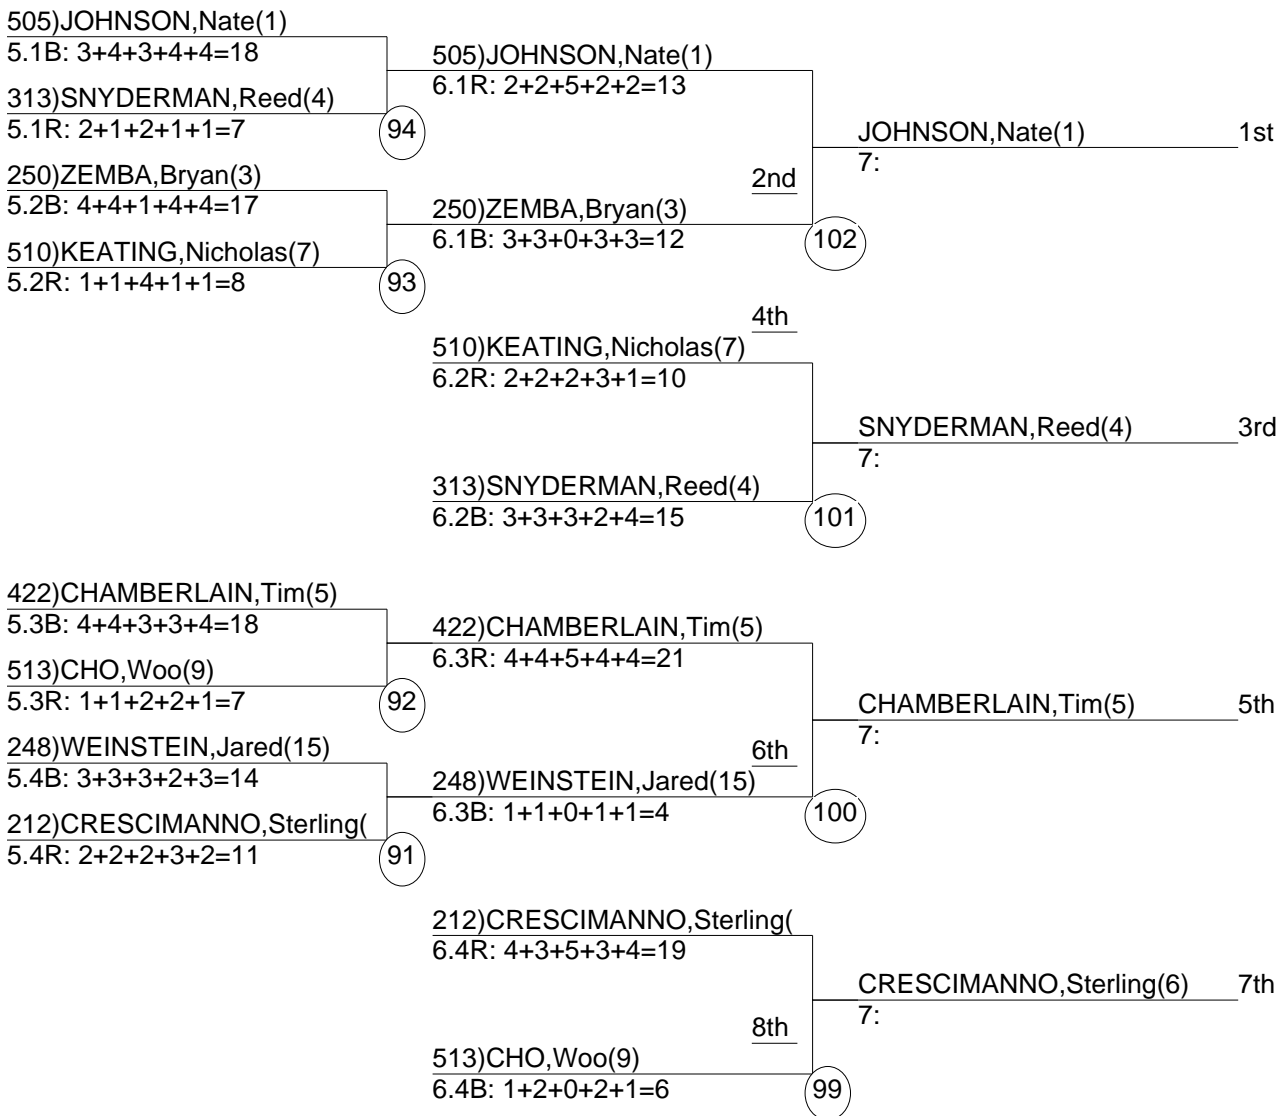 505)JOHNSON,Nate(1)
5.1B: 3+4+3+4+4=18
505)JOHNSON,Nate(1)
6.1R: 2+2+5+2+2=13
313)SNYDERMAN,Reed(4)
5.1R: 2+1+2+1+1=7
94
JOHNSON,Nate(1) 1st
7:
250)ZEMBA,Bryan(3)
5.2B: 4+4+1+4+4=17
2nd
250)ZEMBA,Bryan(3)
6.1B: 3+3+0+3+3=12
102
510)KEATING,Nicholas(7)
5.2R: 1+1+4+1+1=8
93
4th
510)KEATING,Nicholas(7)
6.2R: 2+2+2+3+1=10
SNYDERMAN,Reed(4) 3rd
7:
313)SNYDERMAN,Reed(4)
6.2B: 3+3+3+2+4=15
101
422)CHAMBERLAIN,Tim(5)
5.3B: 4+4+3+3+4=18
422)CHAMBERLAIN,Tim(5)
6.3R: 4+4+5+4+4=21
513)CHO,Woo(9)
5.3R: 1+1+2+2+1=7
92
CHAMBERLAIN,Tim(5) 5th
7:
248)WEINSTEIN,Jared(15)
5.4B: 3+3+3+2+3=14
6th
248)WEINSTEIN,Jared(15)
6.3B: 1+1+0+1+1=4
100
212)CRESCIMANNO,Sterling(
5.4R: 2+2+2+3+2=11
91
212)CRESCIMANNO,Sterling(
6.4R: 4+3+5+3+4=19
CRESCIMANNO,Sterling(6) 7th
7:
8th
513)CHO,Woo(9)
6.4B: 1+2+0+2+1=6
99